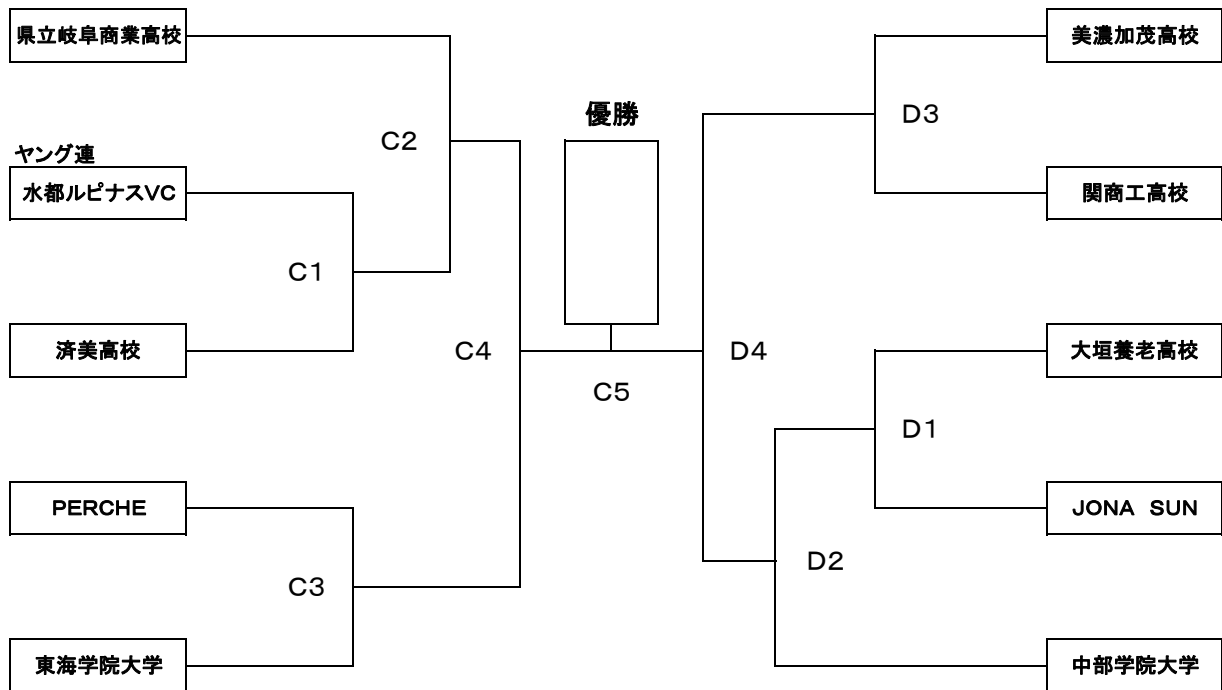 県立岐阜商業高校
美濃加茂高校
優勝
D3
C2
ヤング連
水都ルピナスVC
関商工高校
C1
済美高校
C4
D4
大垣養老高校
C5
D1
PERCHE
JONA SUN
D2
C3
東海学院大学
中部学院大学